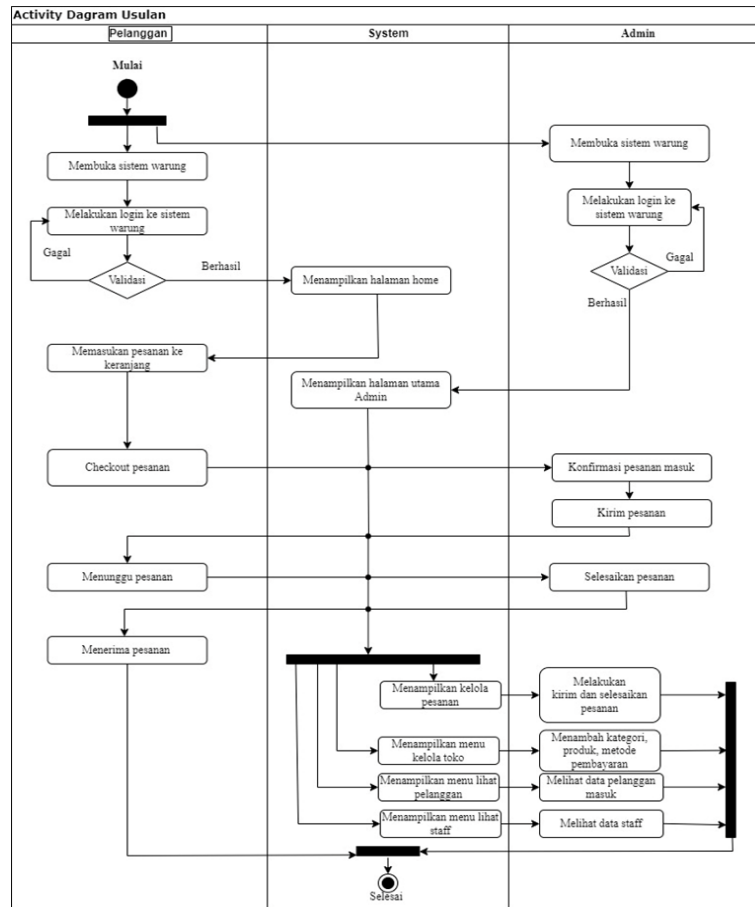 Activity Dagram Usulan
Pelanggan
System
Admin
Mulai
Membuka sistem warung
Membuka sistem warung
Melakukan login ke sistem
warung
Melakukan login ke
sistem warung
Gagal
Validasi
Berhasil
Menampilkan halaman home
Gagal
Validasi
Berhasil
Memasukan pesanan ke
keranjang
Menampilkan halaman utama
Admin
Checkout pesanan
Konfirmasi pesanan masuk
Kirim pesanan
Menunggu pesanan
Selesaikan pesanan
Menerima pesanan
Menampilkan kelola
pesanan
Melakukan
kirim dan selesaikan
pesanan
Menampilkan menu
kelola toko
Menambah kategori,
produk, metode
pembayaran
Menampilkan menu lihat
pelanggan
Melihat data pelanggan
masuk
Menampilkan menu lihat
staff
Melihat data staff
Selesai